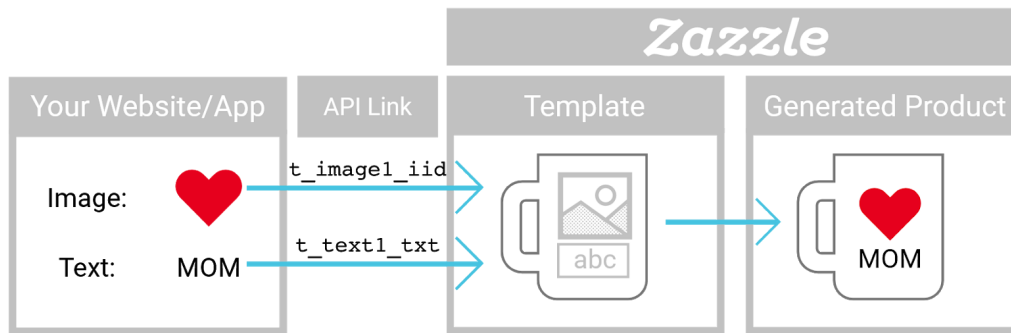 Zazzle
Your Website/App
API Link
Template
Generated Product
Image:
t_image1_iid
Text:
MOM
t_text1_txt
abc
MOM